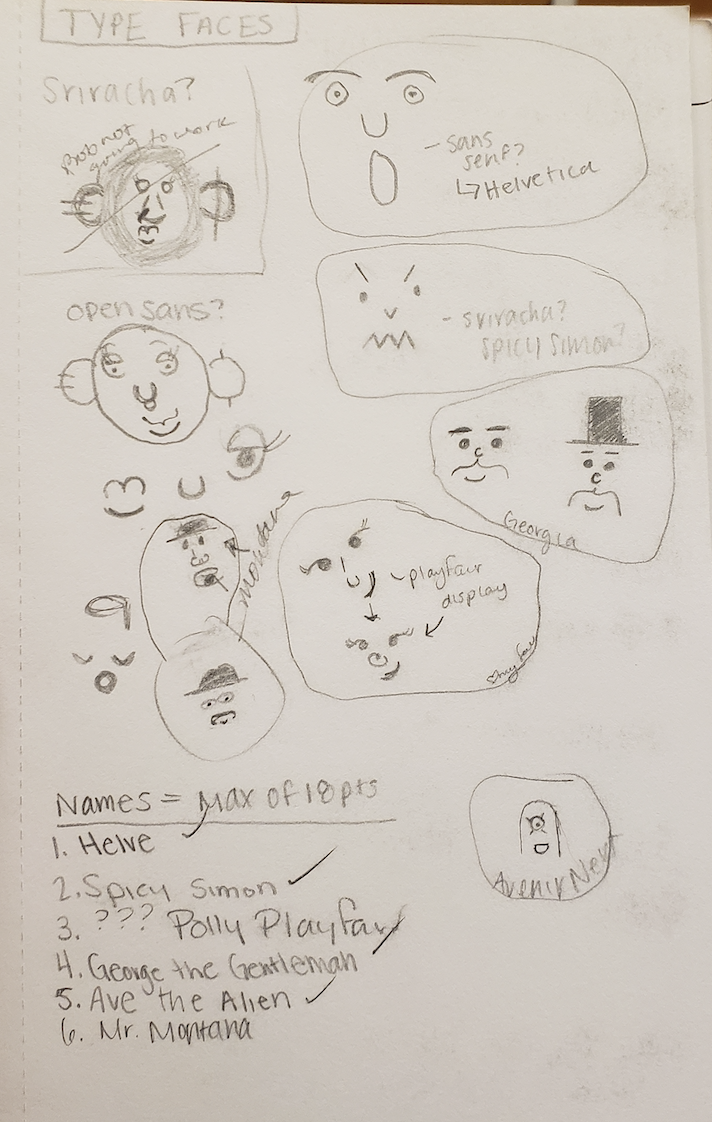 TYPE FACES
Sriracha?
Prob not
going to work
- sans
serif?
↳ Helvetica
open sans?
- sriracha?
spicy simon?
Georgia
montana
- playfair
display
Avenir Next
Names = Max of 18 pts
1. Helve
2. Spicy Simon
3. ??? Polly Playfair
4. George the Gentleman
5. Ave the Alien
6. Mr. Montana